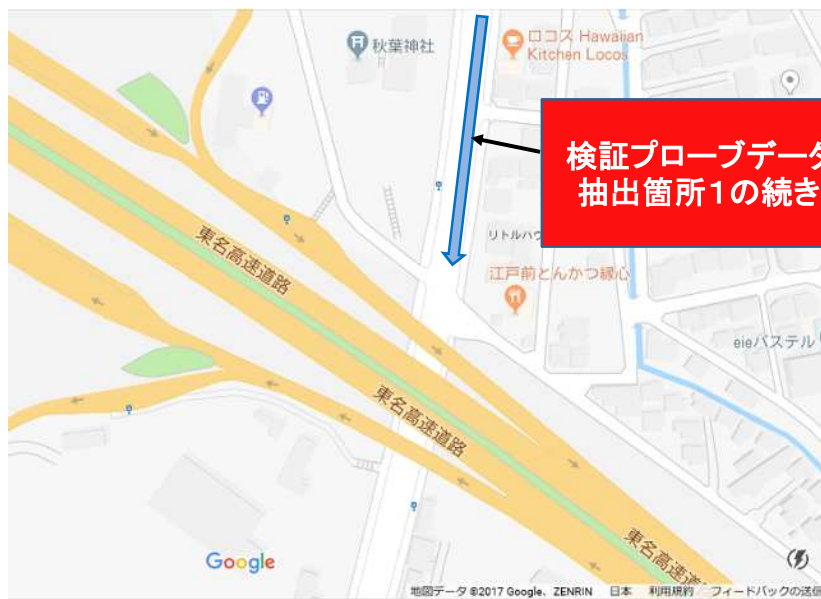 秋葉神社
ロコス Hawaiian
Kitchen Locos
検証プローブデータ
抽出箇所1の続き
東名高速道路
リトルハウ
江戸前とんかつ縁心
eieパステル
東名高速道路
東名高速道
Google
地図データ ©2017 Google、ZENRIN 日本 利用規約 フィードバックの送信